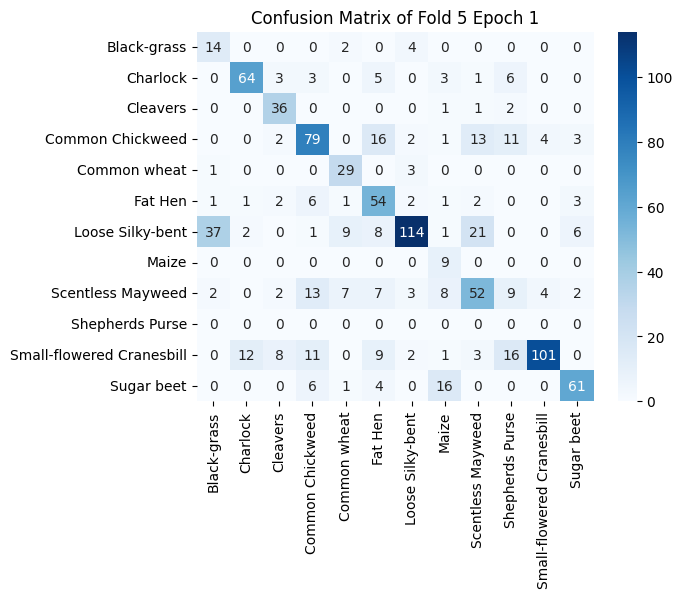 Confusion Matrix of Fold 5 Epoch 1
Black-grass 14 0 0 0 2 0 4 0 0 0 0 0
Charlock 0 64 3 3 0 5 0 3 1 6 0 0
Cleavers 0 0 36 0 0 0 0 1 1 2 0 0
Common Chickweed 0 0 2 79 0 16 2 1 13 11 4 3
Common wheat 1 0 0 0 29 0 3 0 0 0 0 0
Fat Hen 1 1 2 6 1 54 2 1 2 0 0 3
Loose Silky-bent 37 2 0 1 9 8 114 1 21 0 0 6
Maize 0 0 0 0 0 0 0 9 0 0 0 0
Scentless Mayweed 2 0 2 13 7 7 3 8 52 9 4 2
Shepherds Purse 0 0 0 0 0 0 0 0 0 0 0 0
Small-flowered Cranesbill 0 12 8 11 0 9 2 1 3 16 101 0
Sugar beet 0 0 0 6 1 4 0 16 0 0 0 61
Black-grass
Charlock
Cleavers
Common Chickweed
Common wheat
Fat Hen
Loose Silky-bent
Maize
Scentless Mayweed
Shepherds Purse
Small-flowered Cranesbill
Sugar beet
100
80
60
40
20
0